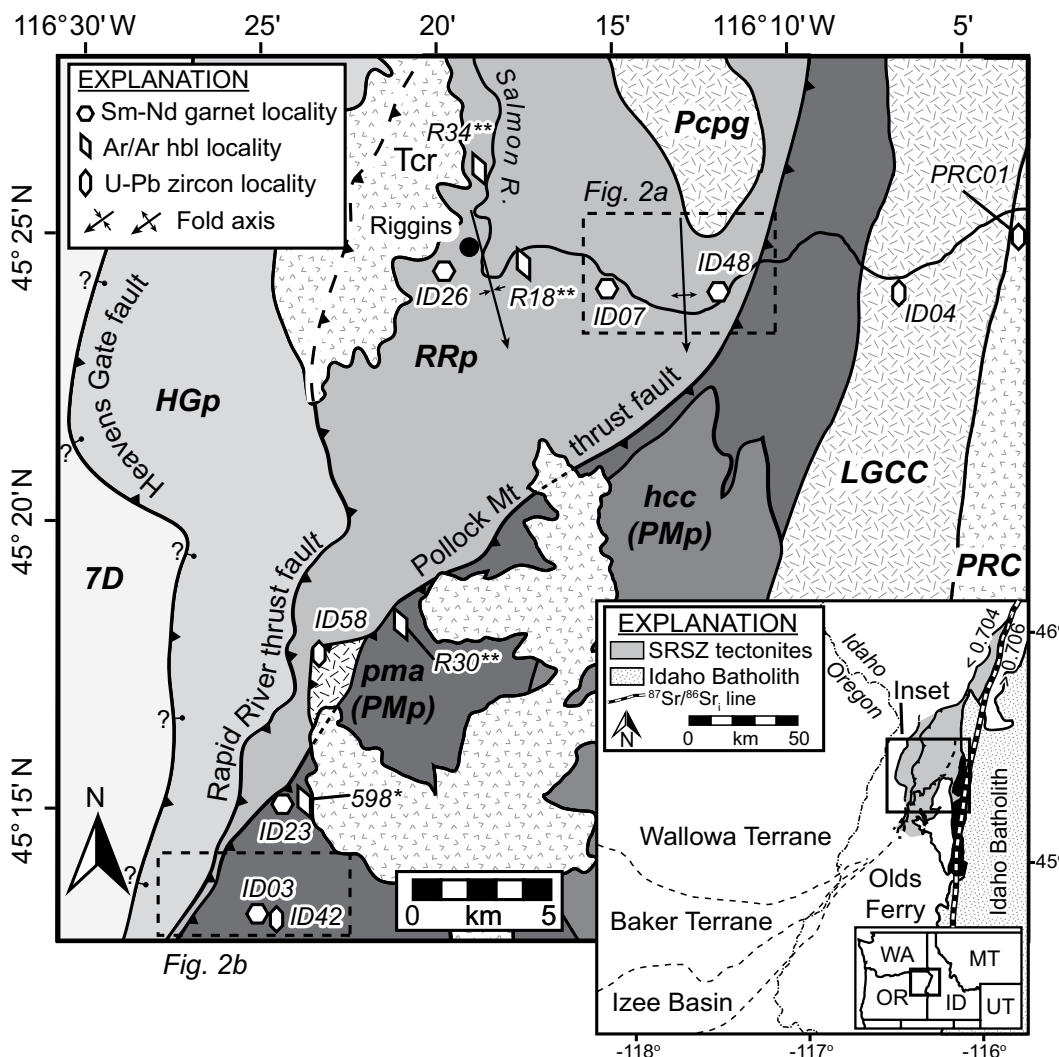 116° 30' W
25'
20'
15'
116° 10' W
5'
EXPLANATION
Sm-Nd garnet locality
Ar/Ar hbl locality
U-Pb zircon locality
Fold axis
R34**
Salmon R.
Tcr
Pcpg
PRC01
45° 25' N
Riggins
Fig. 2a
ID26
R18**
ID07
ID48
ID04
?
Heavens Gate fault
HGp
RRp
?
Pollock Mt thrust fault
LGCC
hcc
(PMp)
45° 20' N
?
7D
PRC
Rapid River thrust fault
ID58
R30**
pma
(PMp)
?
45° 15' N
598*
ID23
N
?
ID03
ID42
0 km 5
Fig. 2b
EXPLANATION
SRSZ tectonites
Idaho Batholith
87Sr/86Sri line
N
0 km 50
Idaho
Oregon
< 0.704
>0.706
46°
Inset
Wallowa Terrane
Idaho Batholith
45°
Olds
Ferry
Baker Terrane
Izee Basin
WA
MT
OR
ID
UT
-118°
-117°
-116°